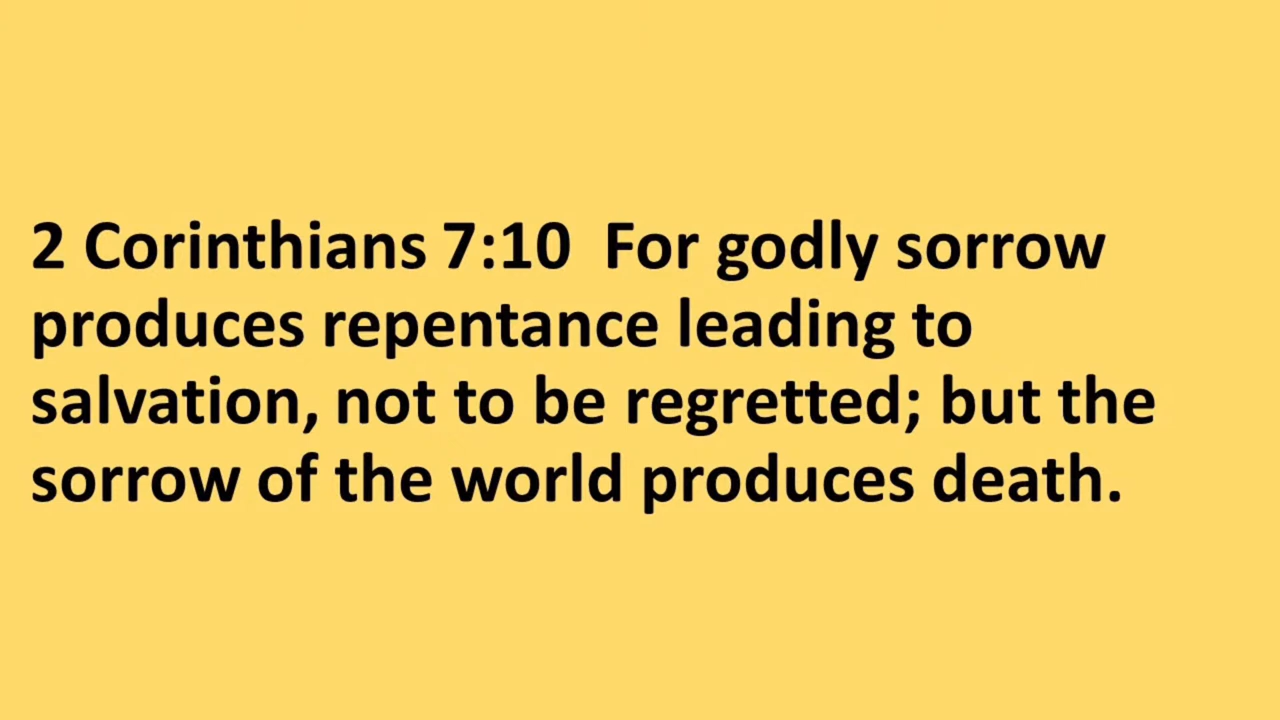 2 Corinthians 7:10  For godly sorrow
produces repentance leading to
salvation, not to be regretted; but the
sorrow of the world produces death.